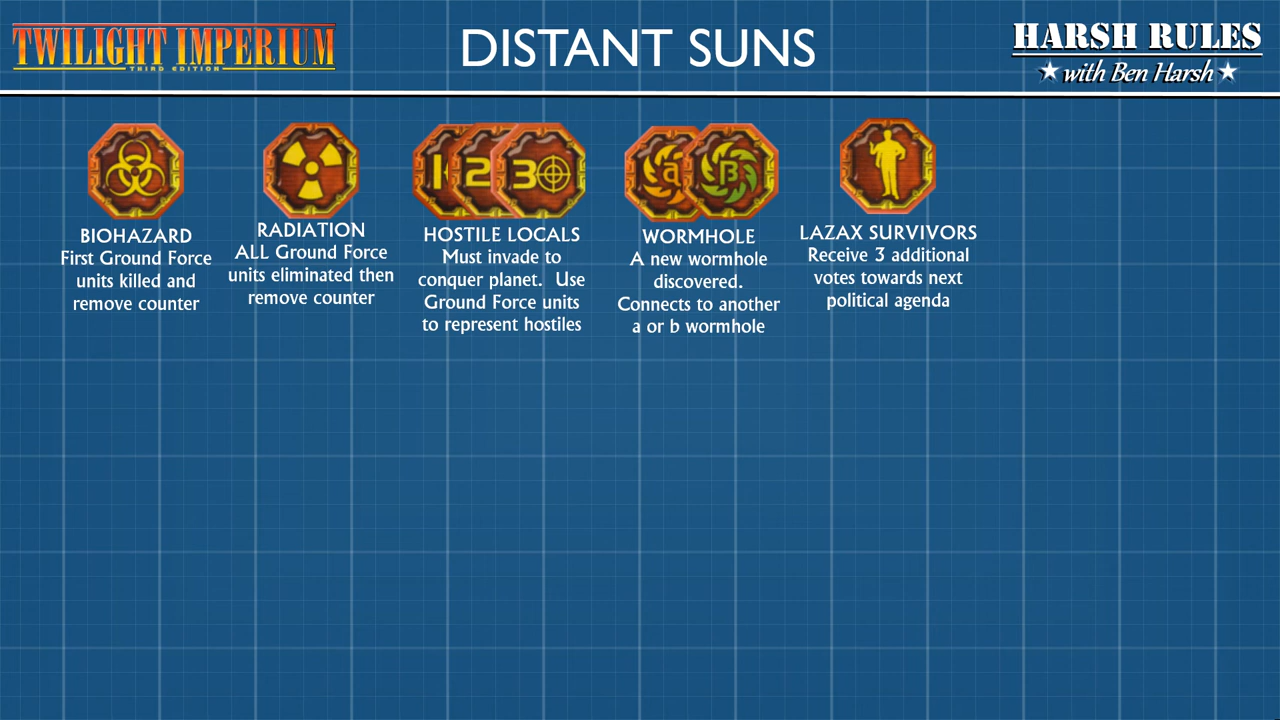 TWILIGHT IMPERIUM
THIRD EDITION
DISTANT SUNS
HARSH RULES
with Ben Harsh
1 2 3
a B
BIOHAZARD
First Ground Force
units killed and
remove counter
RADIATION
ALL Ground Force
units eliminated then
remove counter
HOSTILE LOCALS
Must invade to
conquer planet. Use
Ground Force units
to represent hostiles
WORMHOLE
A new wormhole
discovered.
Connects to another
a or b wormhole
LAZAX SURVIVORS
Receive 3 additional
votes towards next
political agenda